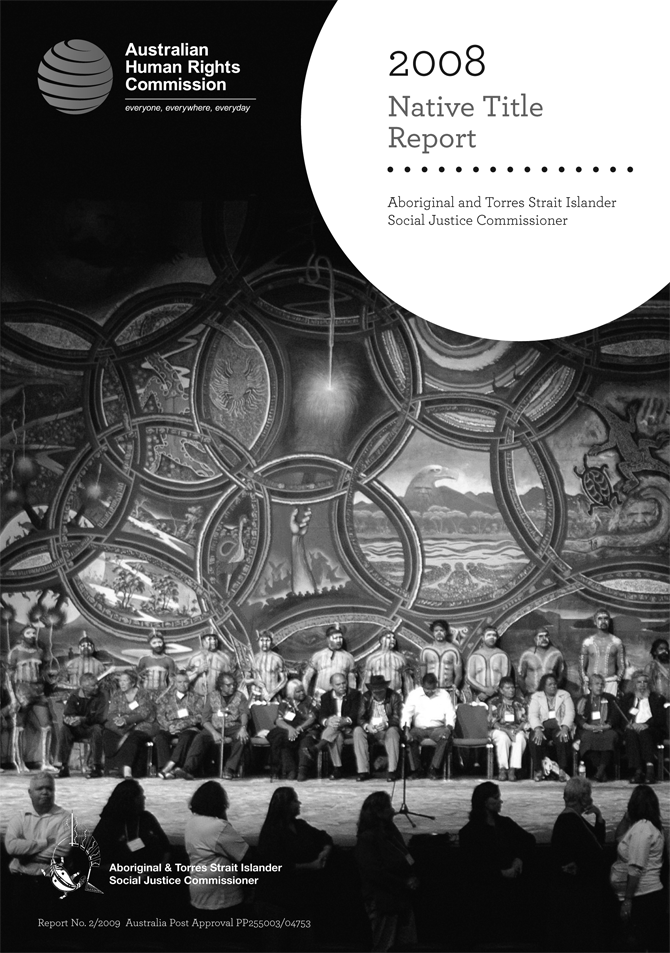 Australian
Human Rights
Commission
everyone, everywhere, everyday
2008
Native Title
Report
Aboriginal and Torres Strait Islander
Social Justice Commissioner
Aboriginal & Torres Strait Islander
Social Justice Commissioner
Report No. 2/2009 Australia Post Approval PP255003/04753